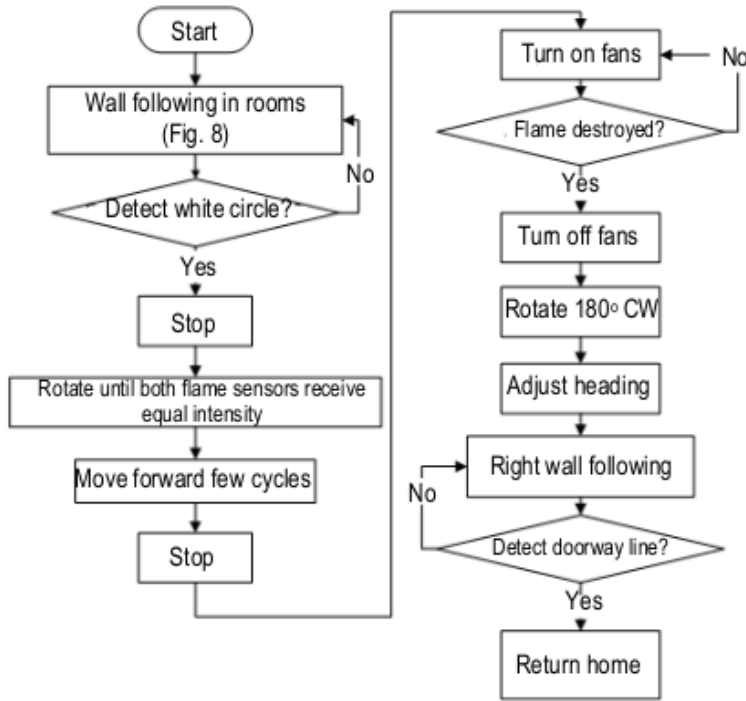 Start
Wall following in rooms
(Fig. 8)
No
Detect white circle?
Yes
Stop
Rotate until both flame sensors receive
equal intensity
Move forward few cycles
Stop
Turn on fans
No
Flame destroyed?
Yes
Turn off fans
Rotate 180º CW
Adjust heading
Right wall following
No
Detect doorway line?
Yes
Return home